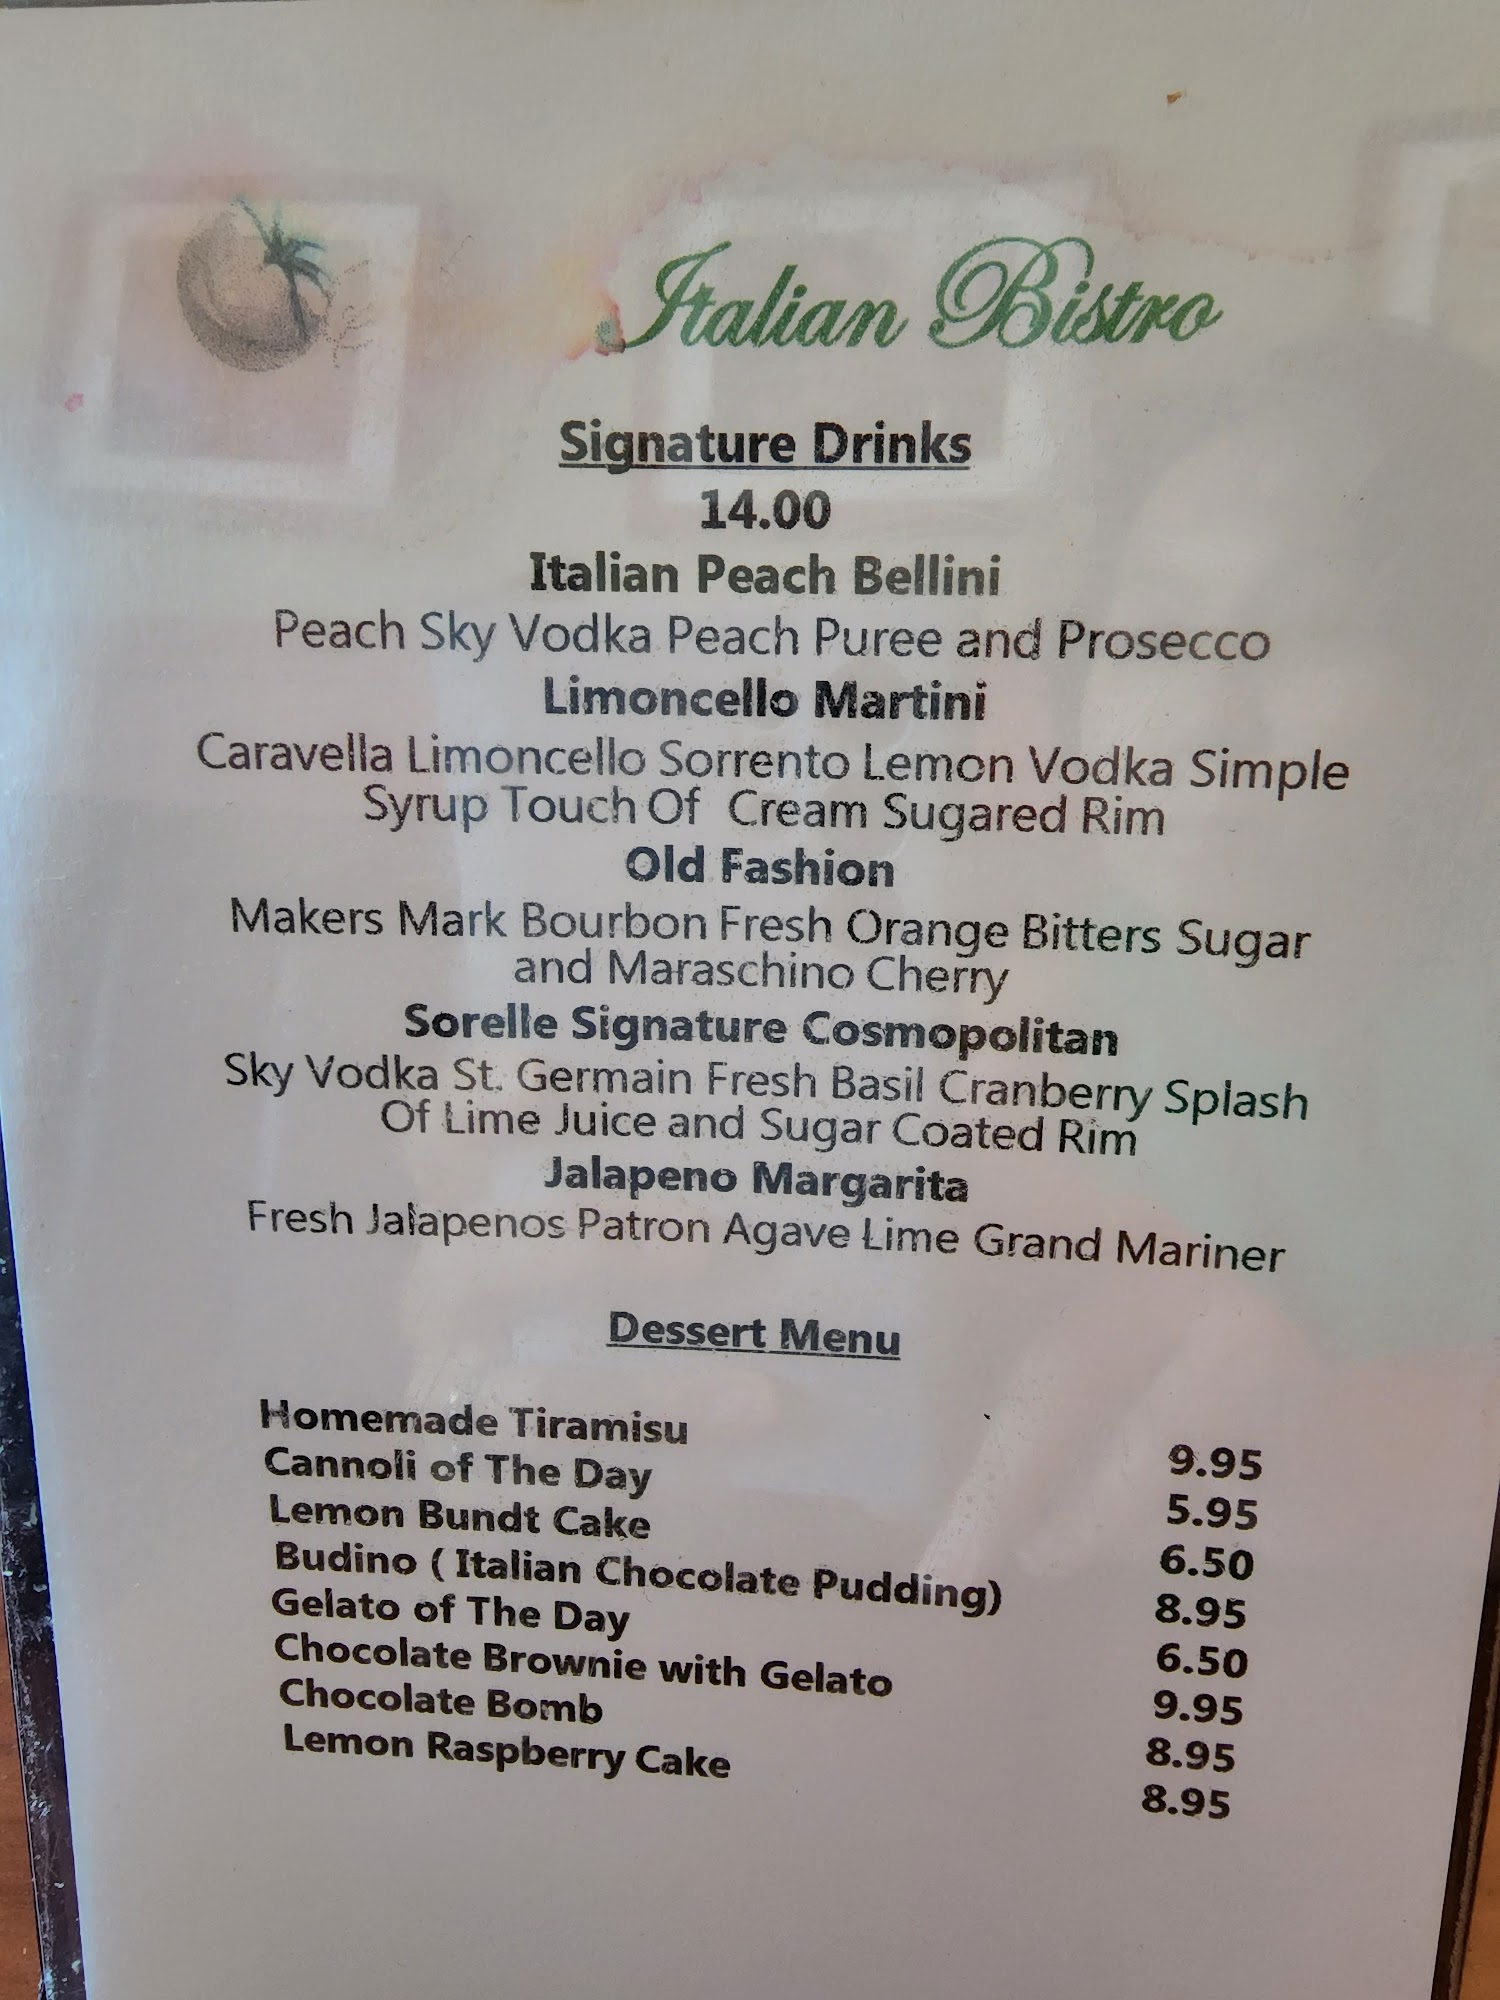 Italian Bistro
Signature Drinks
14.00
Italian Peach Bellini
Peach Sky Vodka Peach Puree and Prosecco
Limoncello Martini
Caravella Limoncello Sorrento Lemon Vodka Simple
Syrup Touch Of Cream Sugared Rim
Old Fashion
Makers Mark Bourbon Fresh Orange Bitters Sugar
and Maraschino Cherry
Sorelle Signature Cosmopolitan
Sky Vodka St. Germain Fresh Basil Cranberry Splash
Of Lime Juice and Sugar Coated Rim
Jalapeno Margarita
Fresh Jalapenos Patron Agave Lime Grand Mariner
Dessert Menu
Homemade Tiramisu 9.95
Cannoli of The Day 5.95
Lemon Bundt Cake 6.50
Budino ( Italian Chocolate Pudding) 8.95
Gelato of The Day 6.50
Chocolate Brownie with Gelato 9.95
Chocolate Bomb 8.95
Lemon Raspberry Cake 8.95